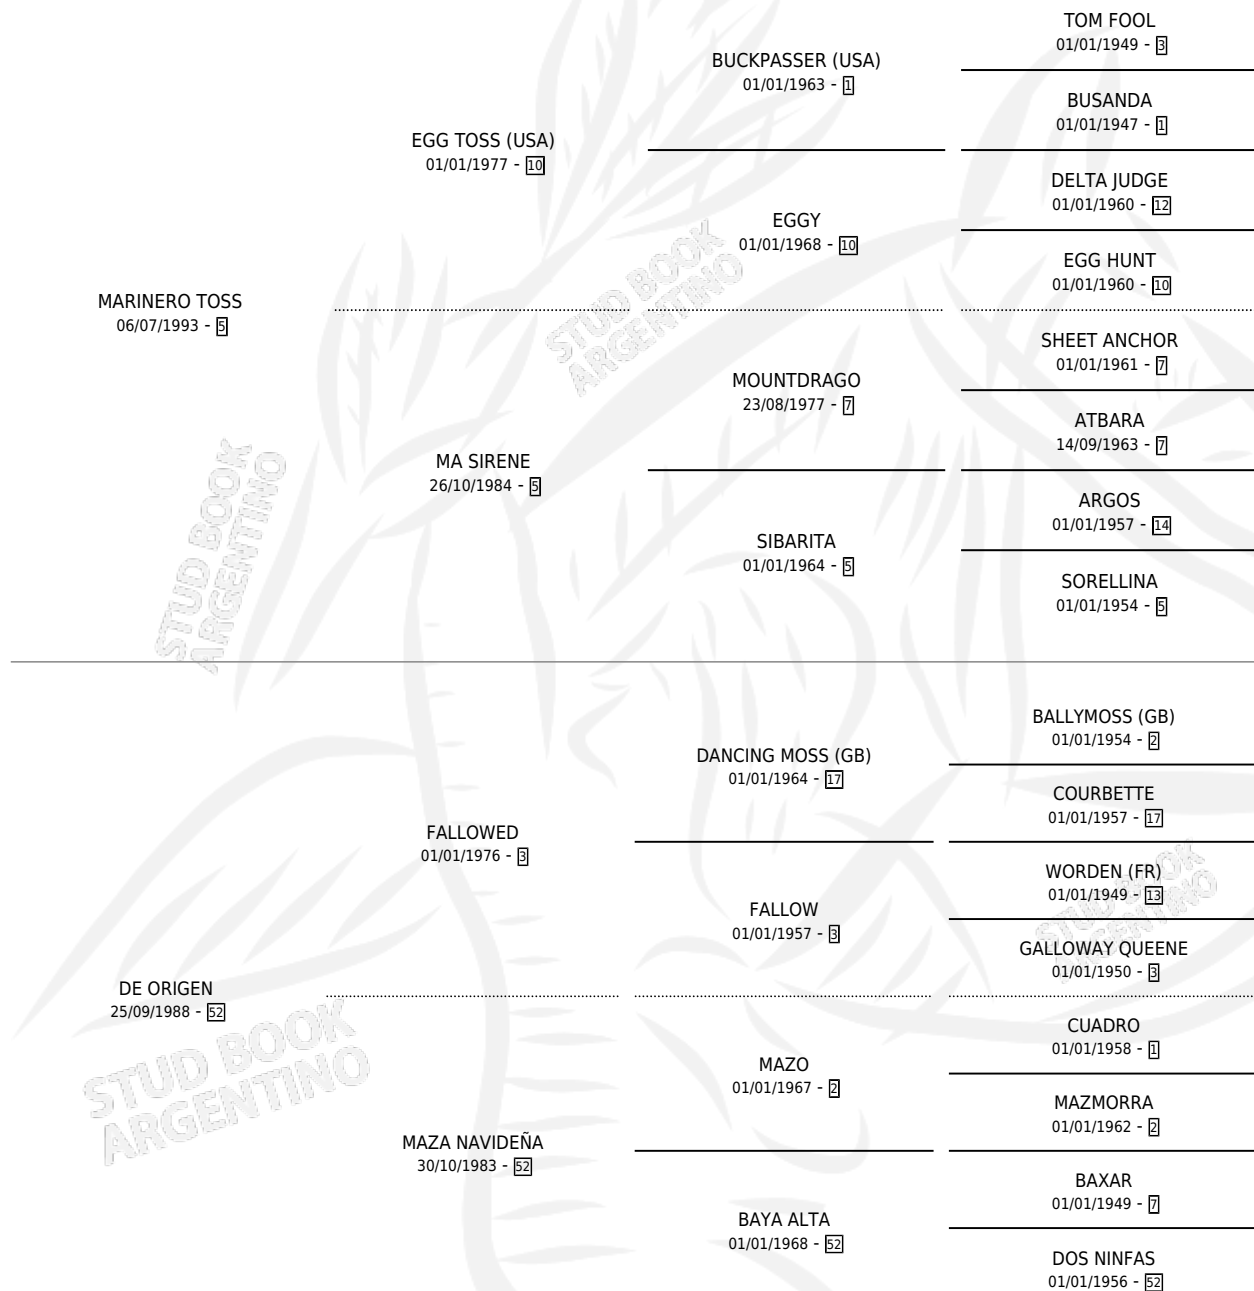 TOM FOOL
01/01/1949 - 3
BUCKPASSER (USA)
01/01/1963 - 1
BUSANDA
01/01/1947 - 1
EGG TOSS (USA)
01/01/1977 - 10
DELTA JUDGE
01/01/1960 - 12
EGGY
01/01/1968 - 10
EGG HUNT
01/01/1960 - 10
MARINERO TOSS
06/07/1993 - 5
SHEET ANCHOR
01/01/1961 - 7
MOUNTDRAGO
23/08/1977 - 7
ATBARA
14/09/1963 - 7
MA SIRENE
26/10/1984 - 5
ARGOS
01/01/1957 - 14
SIBARITA
01/01/1964 - 5
SORELLINA
01/01/1954 - 5
BALLYMOSS (GB)
01/01/1954 - 2
DANCING MOSS (GB)
01/01/1964 - 17
COURBETTE
01/01/1957 - 17
FALLOWED
01/01/1976 - 3
WORDEN (FR)
01/01/1949 - 13
FALLOW
01/01/1957 - 3
GALLOWAY QUEENE
01/01/1950 - 3
DE ORIGEN
25/09/1988 - 52
CUADRO
01/01/1958 - 1
MAZO
01/01/1967 - 2
MAZMORRA
01/01/1962 - 2
MAZA NAVIDEÑA
30/10/1983 - 52
BAXAR
01/01/1949 - 7
BAYA ALTA
01/01/1968 - 52
DOS NINFAS
01/01/1956 - 52
STUD BOOK
ARGENTINO
STUD BOOK
ARGENTINO
STUD BOOK
ARGENTINO
STUD BOOK
ARGENTINO